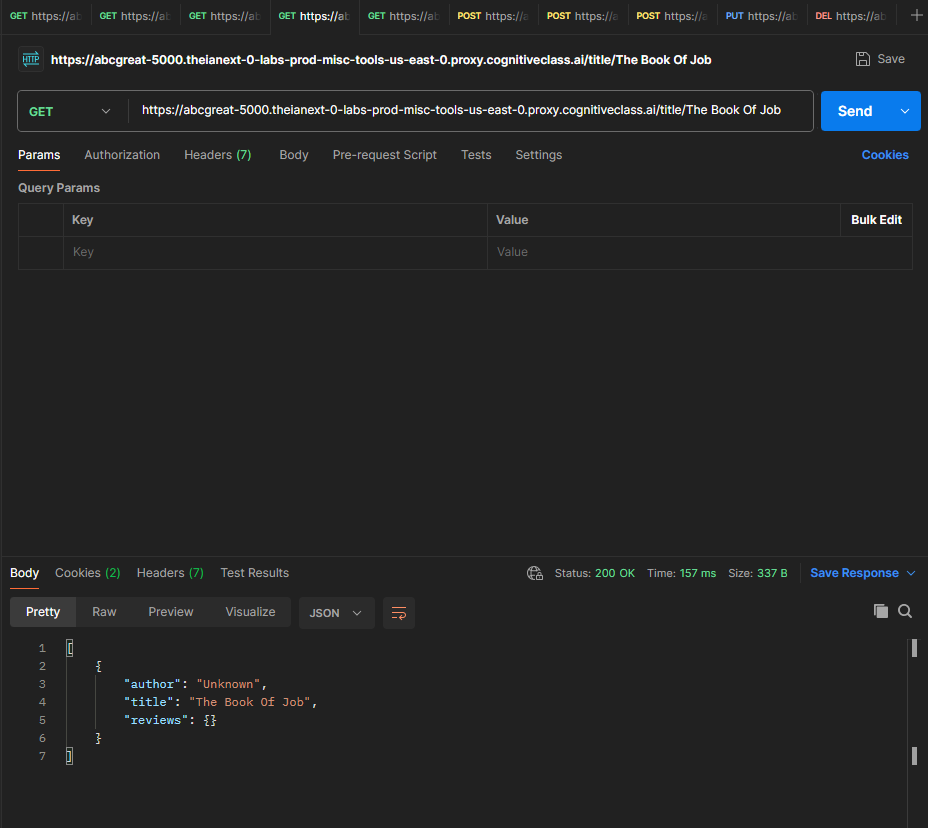 GET https://ab GET https://ab GET https://ab GET https://ab GET https://ab POST https://a POST https://a POST https://a PUT https://ab DEL https://ab +
HTTP https://abcgreat-5000.theianext-0-labs-prod-misc-tools-us-east-0.proxy.cognitiveclass.ai/title/The Book Of Job Save
GET https://abcgreat-5000.theianext-0-labs-prod-misc-tools-us-east-0.proxy.cognitiveclass.ai/title/The Book Of Job Send
Params Authorization Headers (7) Body Pre-request Script Tests Settings Cookies
Query Params
Key Value Bulk Edit
Key Value
Body Cookies (2) Headers (7) Test Results Status: 200 OK Time: 157 ms Size: 337 B Save Response
Pretty Raw Preview Visualize JSON
1 [
2 {
3 "author": "Unknown",
4 "title": "The Book Of Job",
5 "reviews": {}
6 }
7 ]